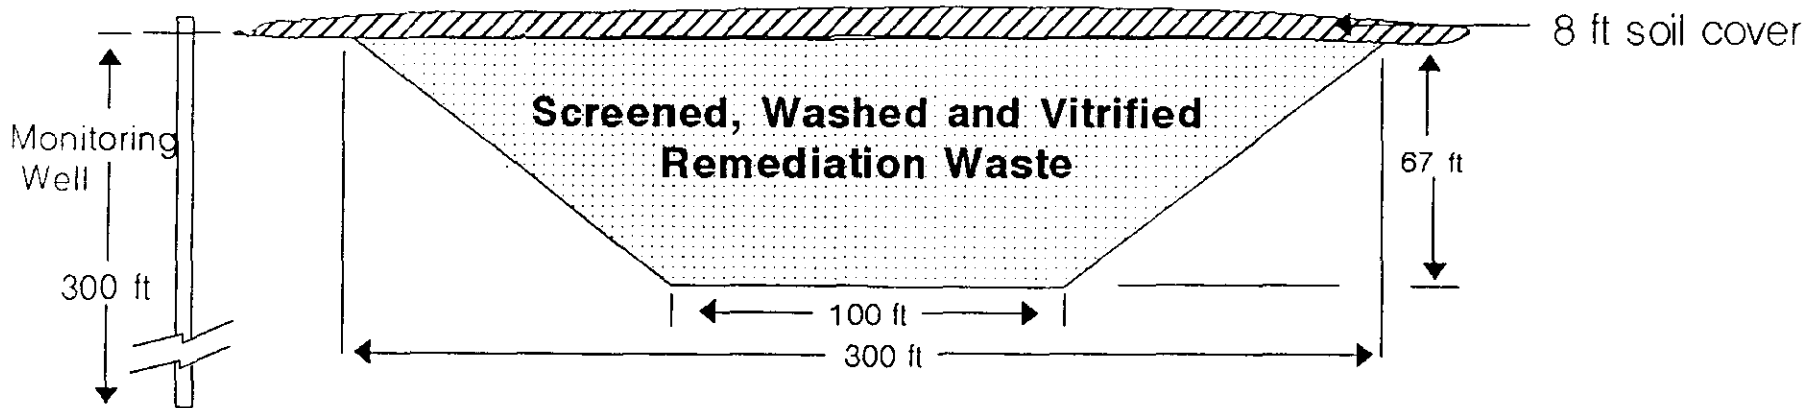 8 ft soil cover
Screened, Washed and Vitrified
Remediation Waste
Monitoring
Well
67 ft
300 ft
100 ft
300 ft